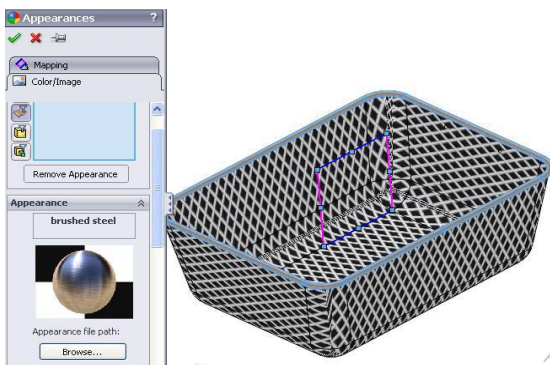 Appearances ?
Mapping
Color/Image
Remove Appearance
Appearance
brushed steel
Appearance file path:
Browse...